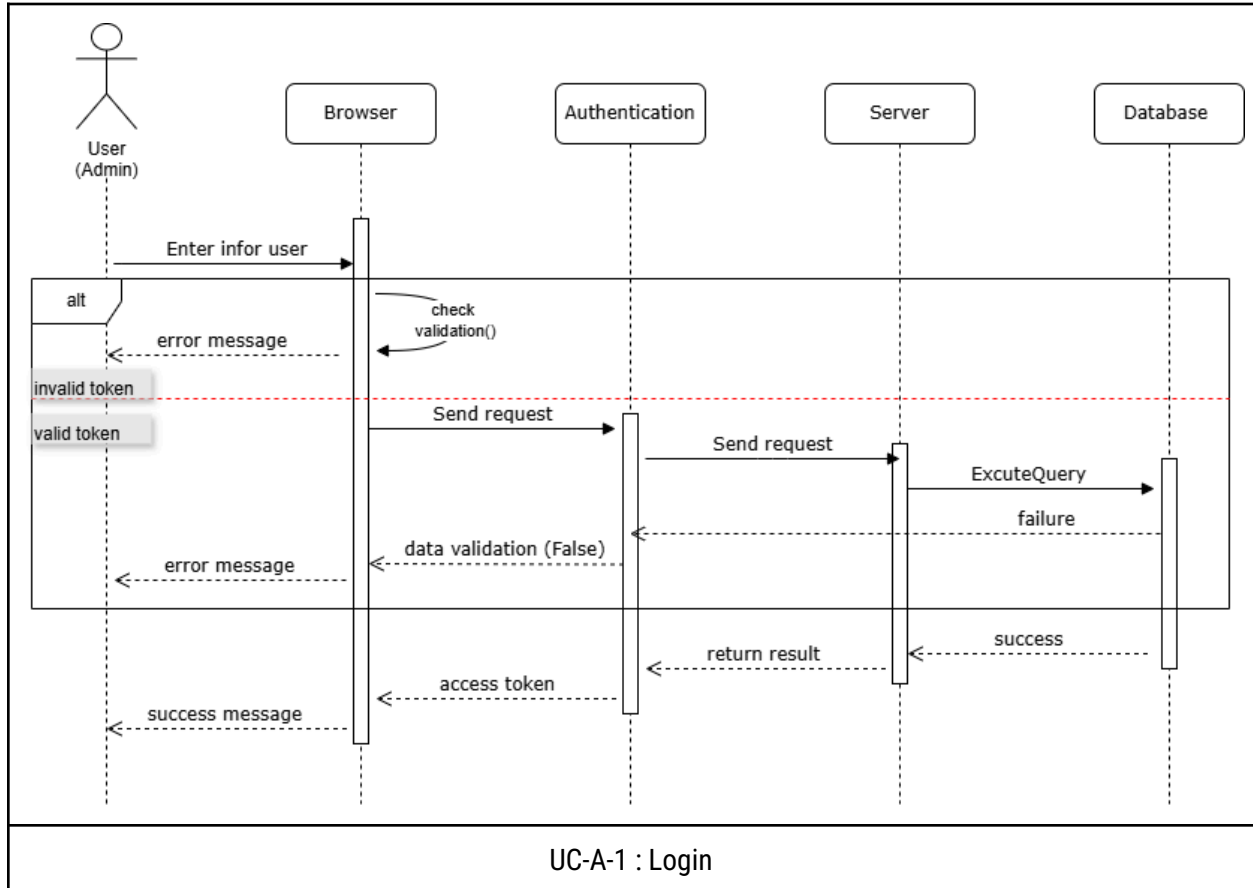 User
(Admin)
Browser
Authentication
Server
Database
Enter infor user
alt
check
validation()
error message
invalid token
valid token
Send request
Send request
ExcuteQuery
failure
data validation (False)
error message
success
return result
access token
success message
UC-A-1 : Login